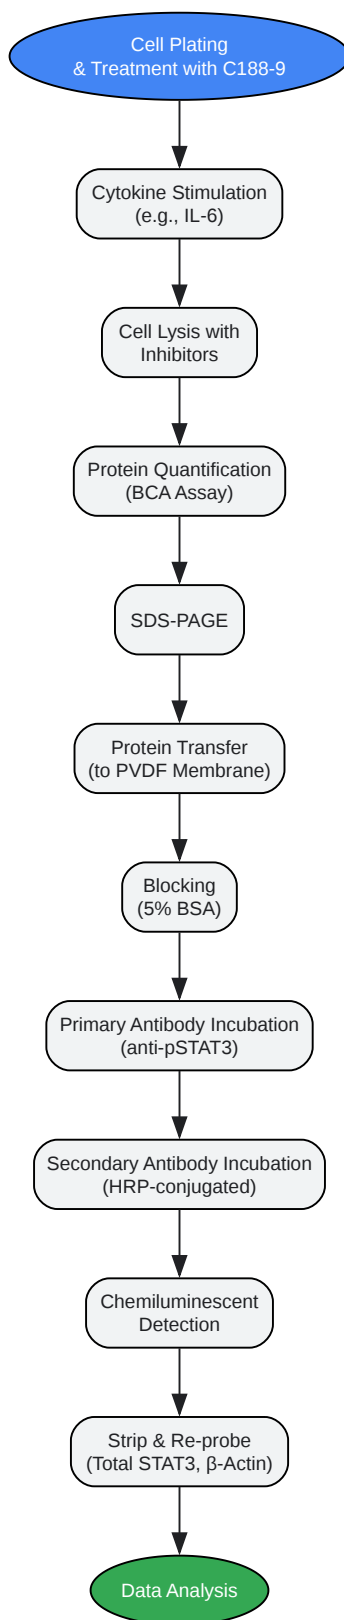 Cell Plating
& Treatment with C188-9
Cytokine Stimulation
(e.g., IL-6)
Cell Lysis with
Inhibitors
Protein Quantification
(BCA Assay)
SDS-PAGE
Protein Transfer
(to PVDF Membrane)
Blocking
(5% BSA)
Primary Antibody Incubation
(anti-pSTAT3)
Secondary Antibody Incubation
(HRP-conjugated)
Chemiluminescent
Detection
Strip & Re-probe
(Total STAT3, β-Actin)
Data Analysis